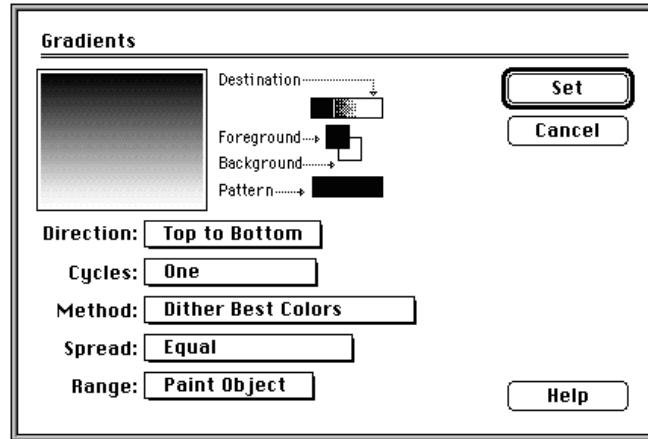 Gradients
Destination
Set
Foreground
Cancel
Background
Pattern
Direction: Top to Bottom
Cycles: One
Method: Dither Best Colors
Spread: Equal
Range: Paint Object
Help